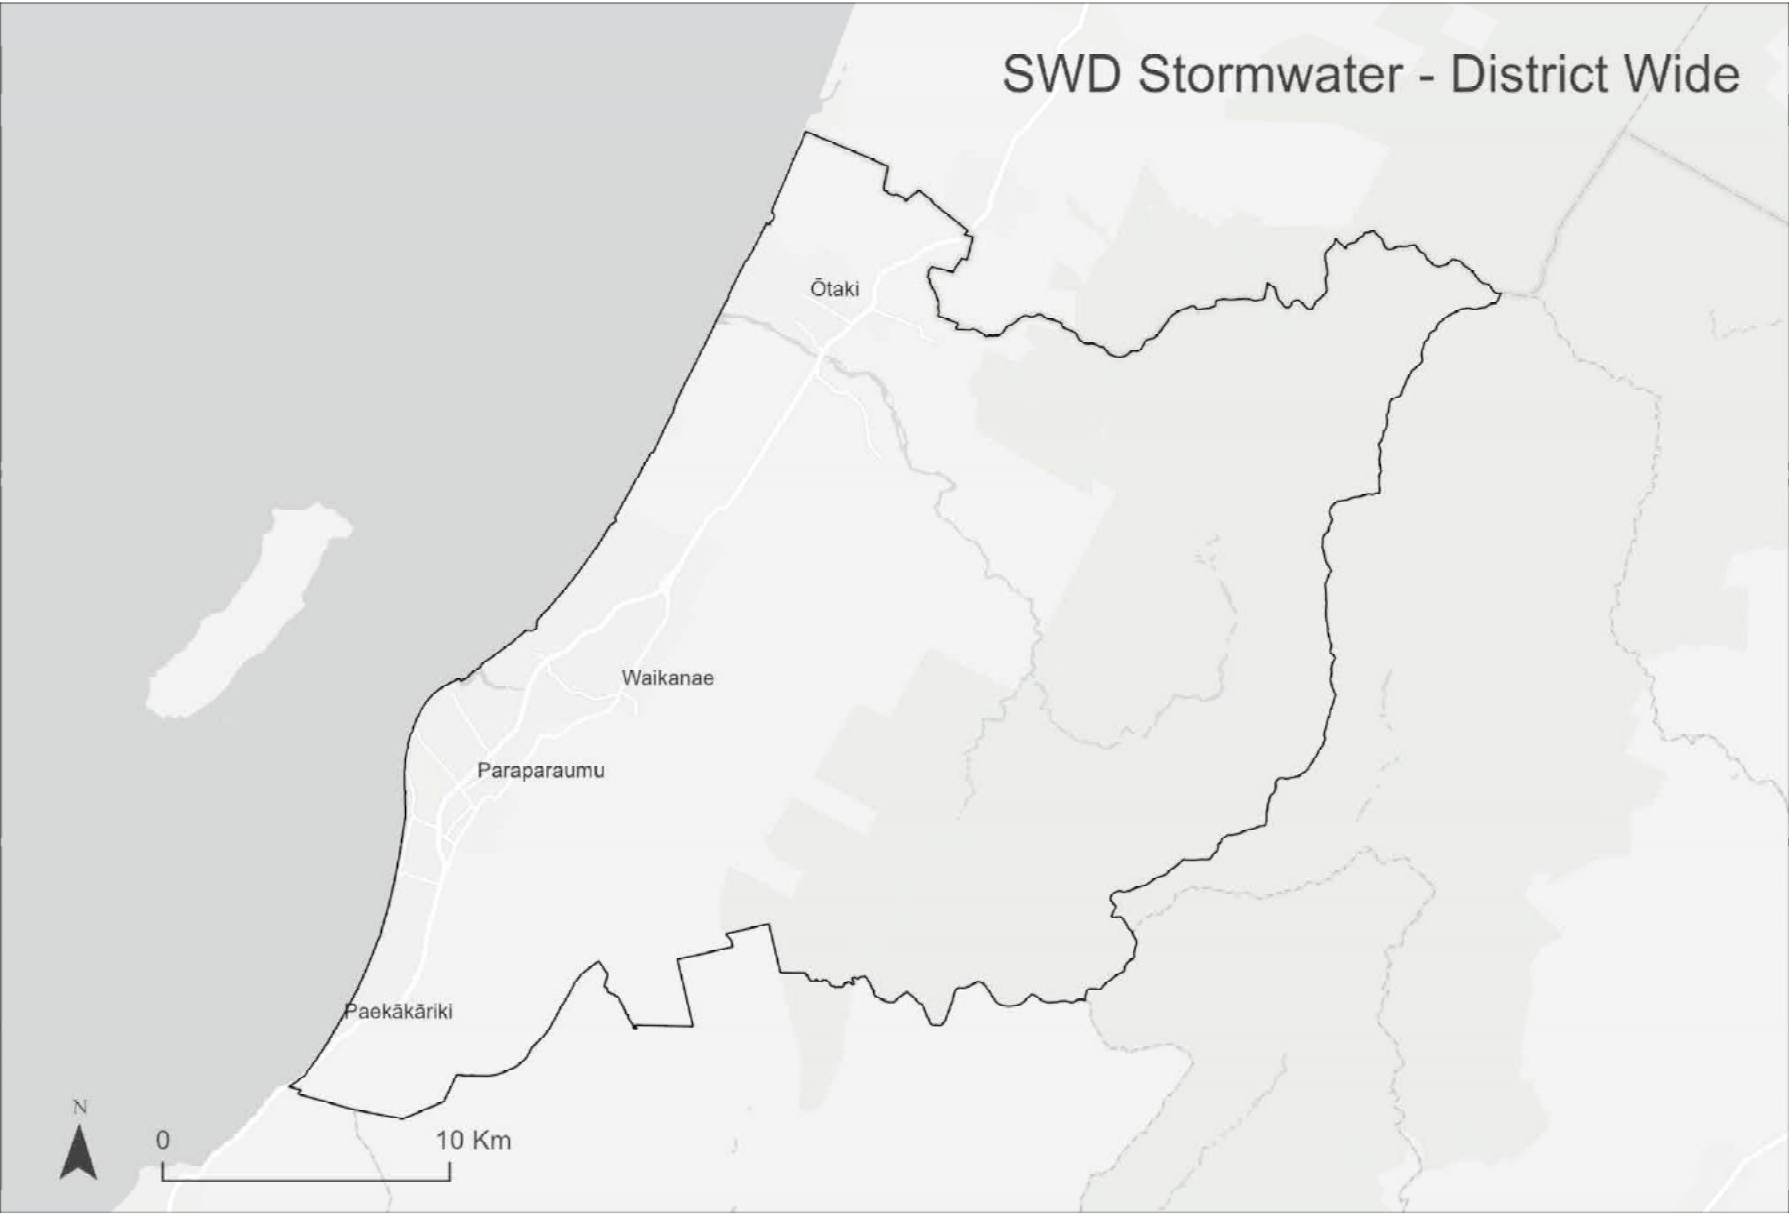 SWD Stormwater - District Wide
Ōtaki
Waikanae
Paraparaumu
Paekākāriki
N
0
10 Km